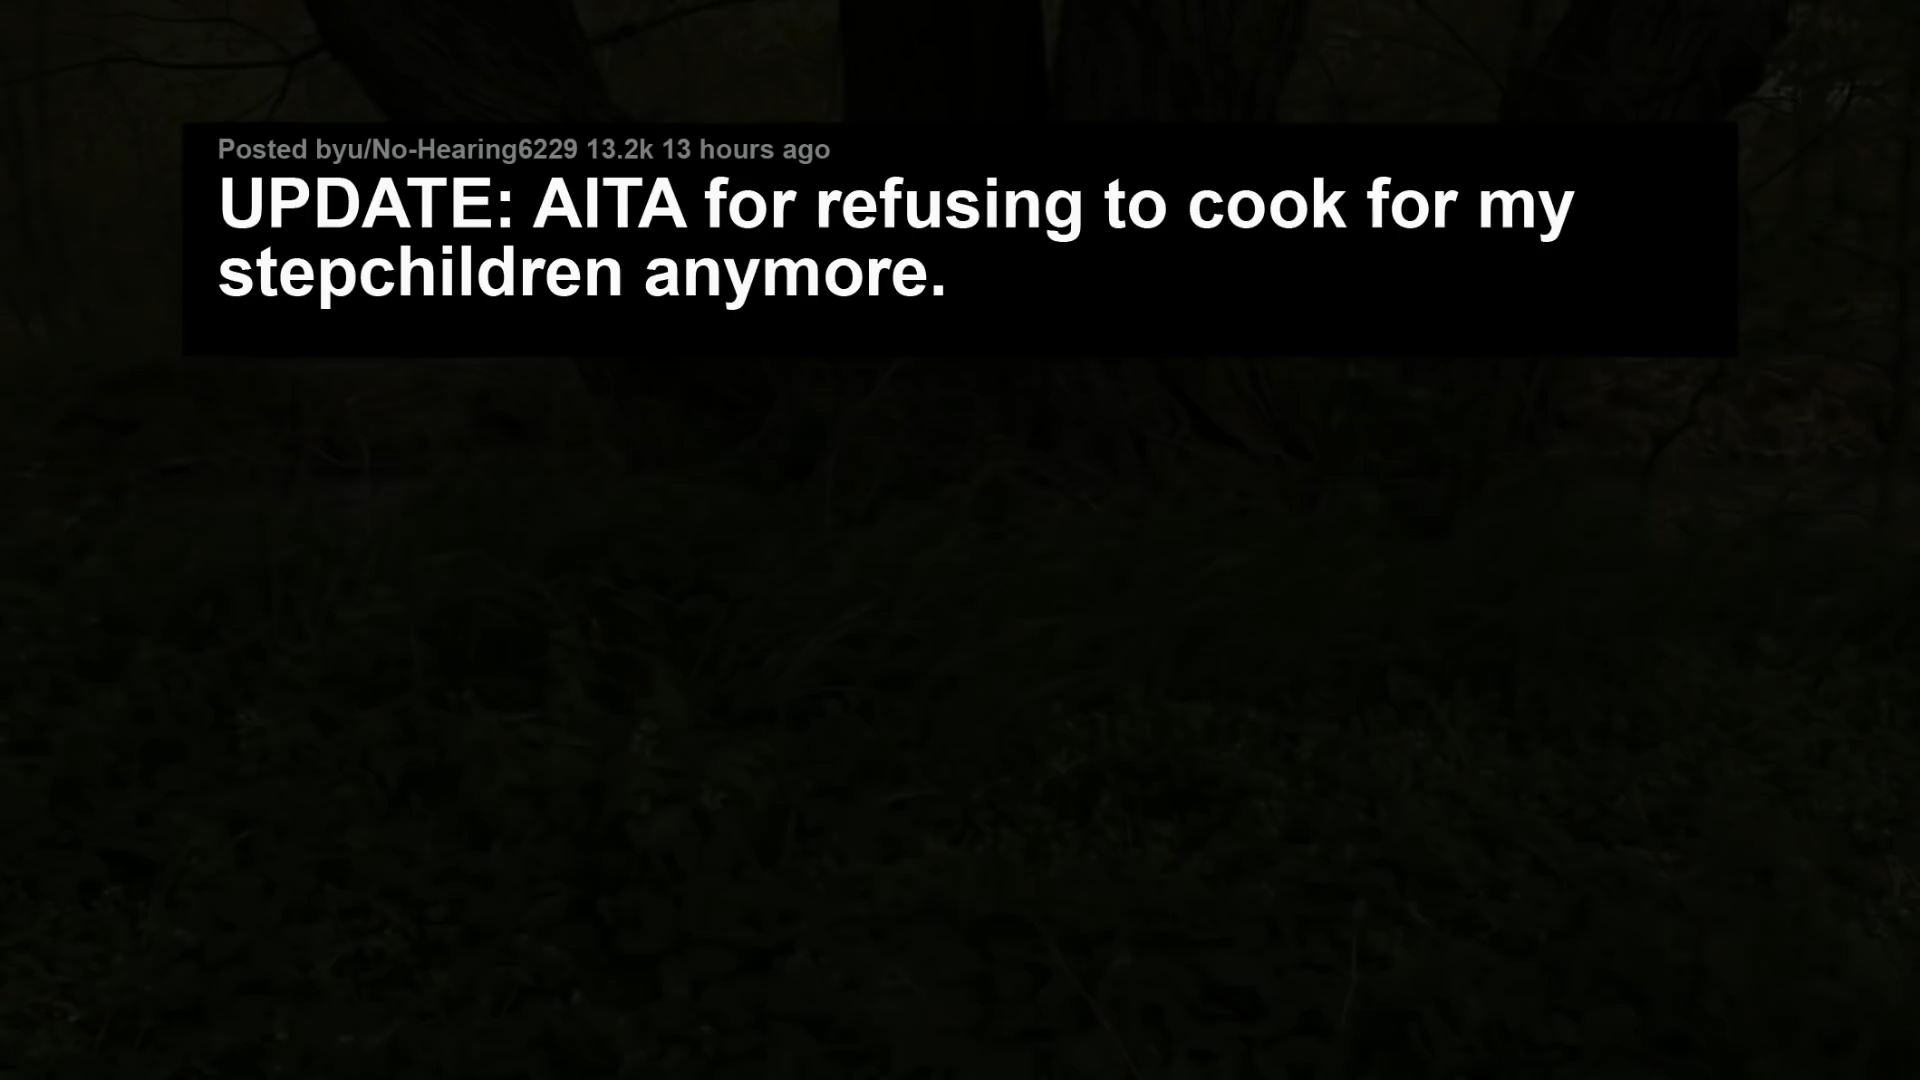 Posted byu/No-Hearing6229 13.2k 13 hours ago
UPDATE: AITA for refusing to cook for my
stepchildren anymore.